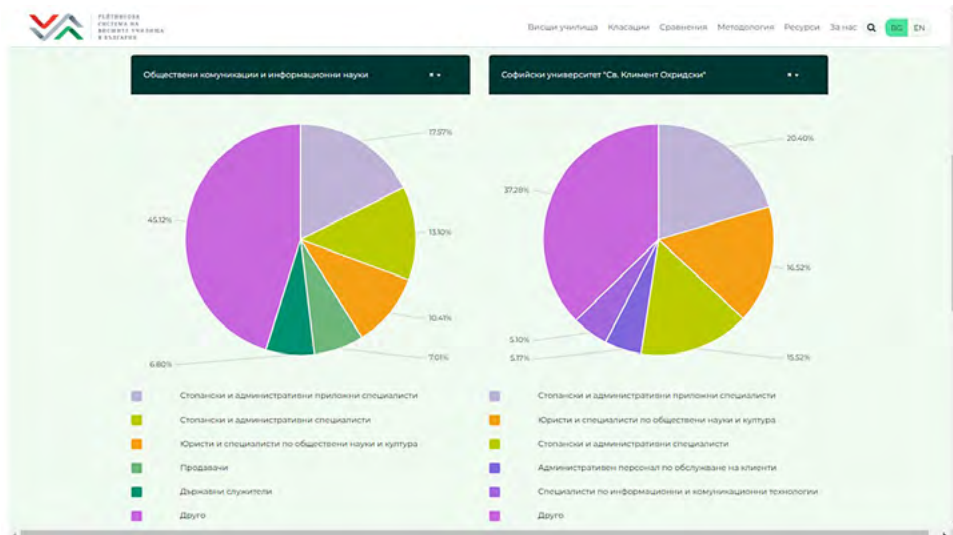 РЕЙТИНГОВА
СИСТЕМА НА
ВИСШИТЕ УЧИЛИЩА
В БЪЛГАРИЯ
Висши училища Класации Сравнения Методология Ресурси За нас BG EN
Обществени комуникации и информационни науки
17.57%
13.10%
10.41%
7.01%
6.80%
45.12%
Стопански и административни приложни специалисти
Стопански и административни специалисти
Юристи и специалисти по обществени науки и култура
Продавачи
Държавни служители
Друго
Софийски университет "Св. Климент Охридски"
20.40%
16.52%
15.52%
5.17%
5.10%
37.28%
Стопански и административни приложни специалисти
Юристи и специалисти по обществени науки и култура
Стопански и административни специалисти
Административен персонал по обслужване на клиенти
Специалисти по информационни и комуникационни технологии
Друго